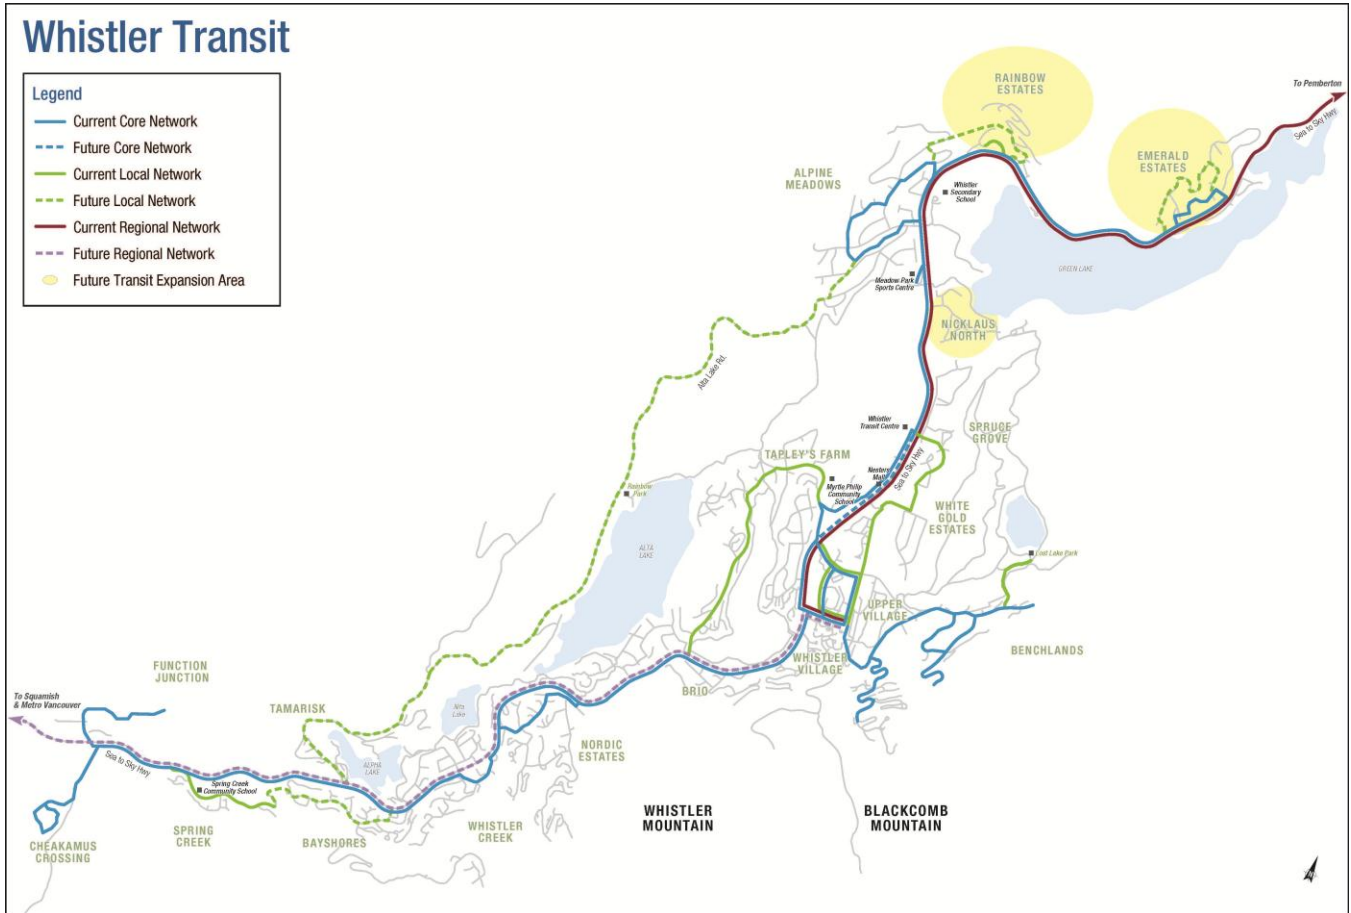 Whistler Transit
Legend
Current Core Network
Future Core Network
Current Local Network
Future Local Network
Current Regional Network
Future Regional Network
Future Transit Expansion Area
RAINBOW
ESTATES
To Pemberton
Sea to Sky Hwy
EMERALD
ESTATES
ALPINE
MEADOWS
Whistler
Secondary
School
GREEN LAKE
Meadow Park
Sports Centre
NICKLAUS
NORTH
Alta Lake Rd.
Whistler
Transit Centre
SPRUCE
GROVE
TAPLEY'S FARM
Nesters
Mall
Sea to Sky Hwy
Myrtle Philip
Community
School
Rainbow
Park
WHITE
GOLD
ESTATES
ALTA
LAKE
Lost Lake Park
UPPER
VILLAGE
BENCHLANDS
WHISTLER
VILLAGE
BRIO
FUNCTION
JUNCTION
To Squamish
& Metro Vancouver
TAMARISK
Nita
Lake
NORDIC
ESTATES
Sea to Sky Hwy
ALPHA
LAKE
Spring Creek
Community School
WHISTLER
MOUNTAIN
BLACKCOMB
MOUNTAIN
WHISTLER
CREEK
SPRING
CREEK
BAYSHORES
CHEAKAMUS
CROSSING